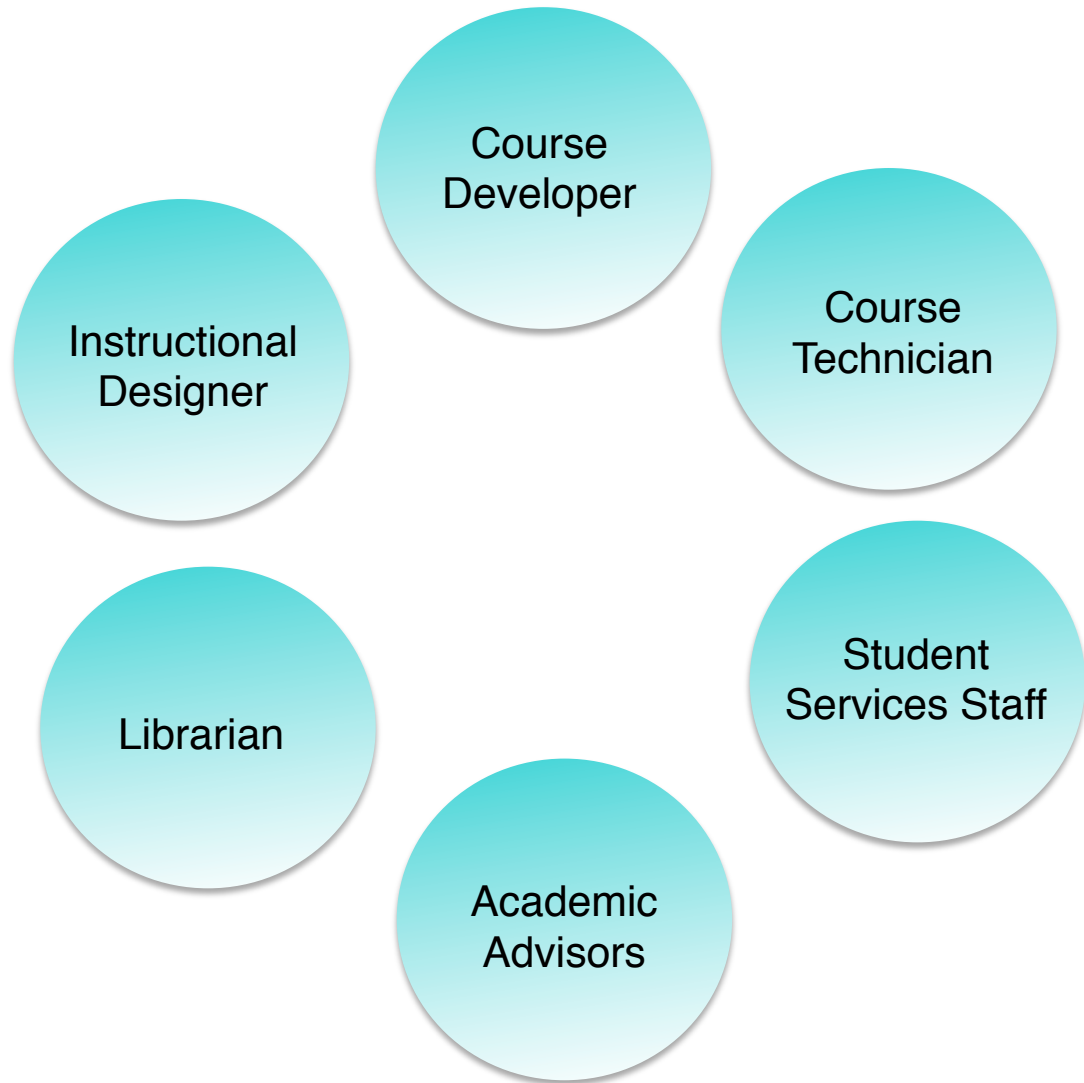 Course
Developer
Course
Technician
Instructional
Designer
Student
Services Staff
Librarian
Academic
Advisors